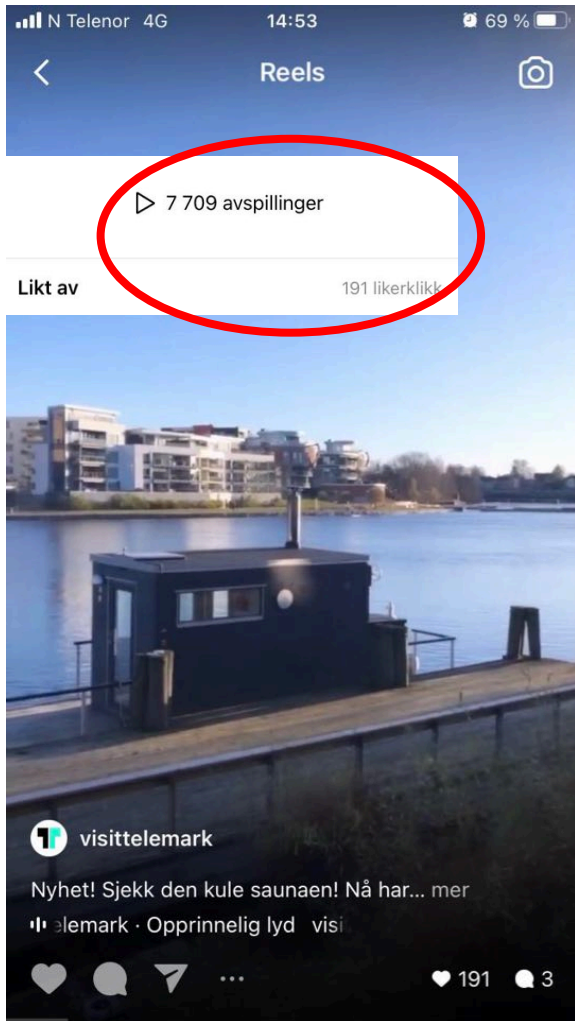 N Telenor 4G 14:53 69 %
Reels
7 709 avspillinger
Likt av 191 likerklikk
visittelemark
Nyhet! Sjekk den kule saunaen! Nå har... mer
elemark · Opprinnelig lyd visi
191 3